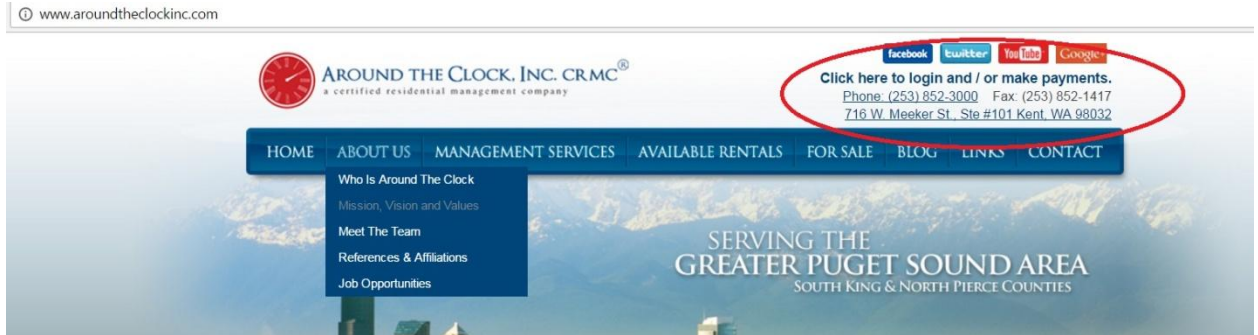 www.aroundtheclockinc.com
facebook twitter YouTube Google+
AROUND THE CLOCK, INC. CRMC®
a certified residential management company
Click here to login and / or make payments.
Phone: (253) 852-3000 Fax: (253) 852-1417
716 W. Meeker St., Ste #101 Kent, WA 98032
HOME ABOUT US MANAGEMENT SERVICES AVAILABLE RENTALS FOR SALE BLOG LINKS CONTACT
Who Is Around The Clock
Mission, Vision and Values
Meet The Team
References & Affiliations
Job Opportunities
SERVING THE
GREATER PUGET SOUND AREA
SOUTH KING & NORTH PIERCE COUNTIES